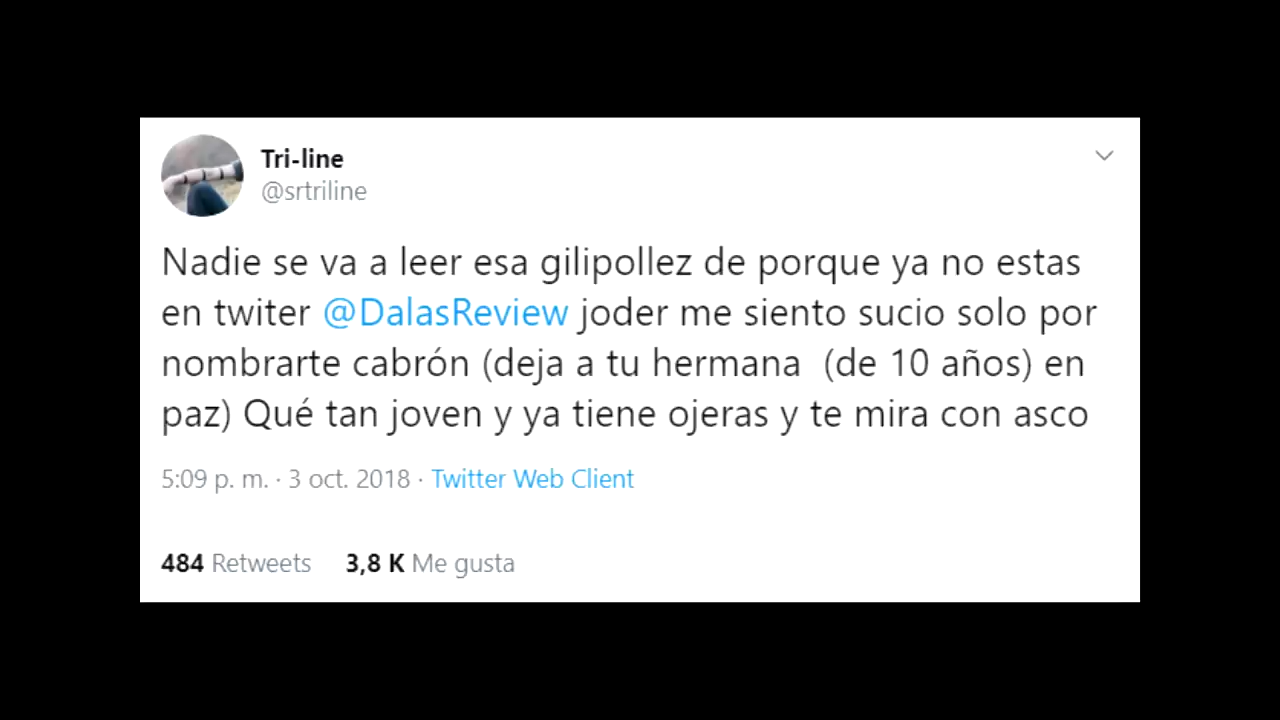 Tri-line
@srtriline
Nadie se va a leer esa gilipollez de porque ya no estas
en twiter @DalasReview joder me siento sucio solo por
nombrarte cabrón (deja a tu hermana  (de 10 años) en
paz) Qué tan joven y ya tiene ojeras y te mira con asco
5:09 p. m. · 3 oct. 2018 · Twitter Web Client
484 Retweets 3,8 K Me gusta